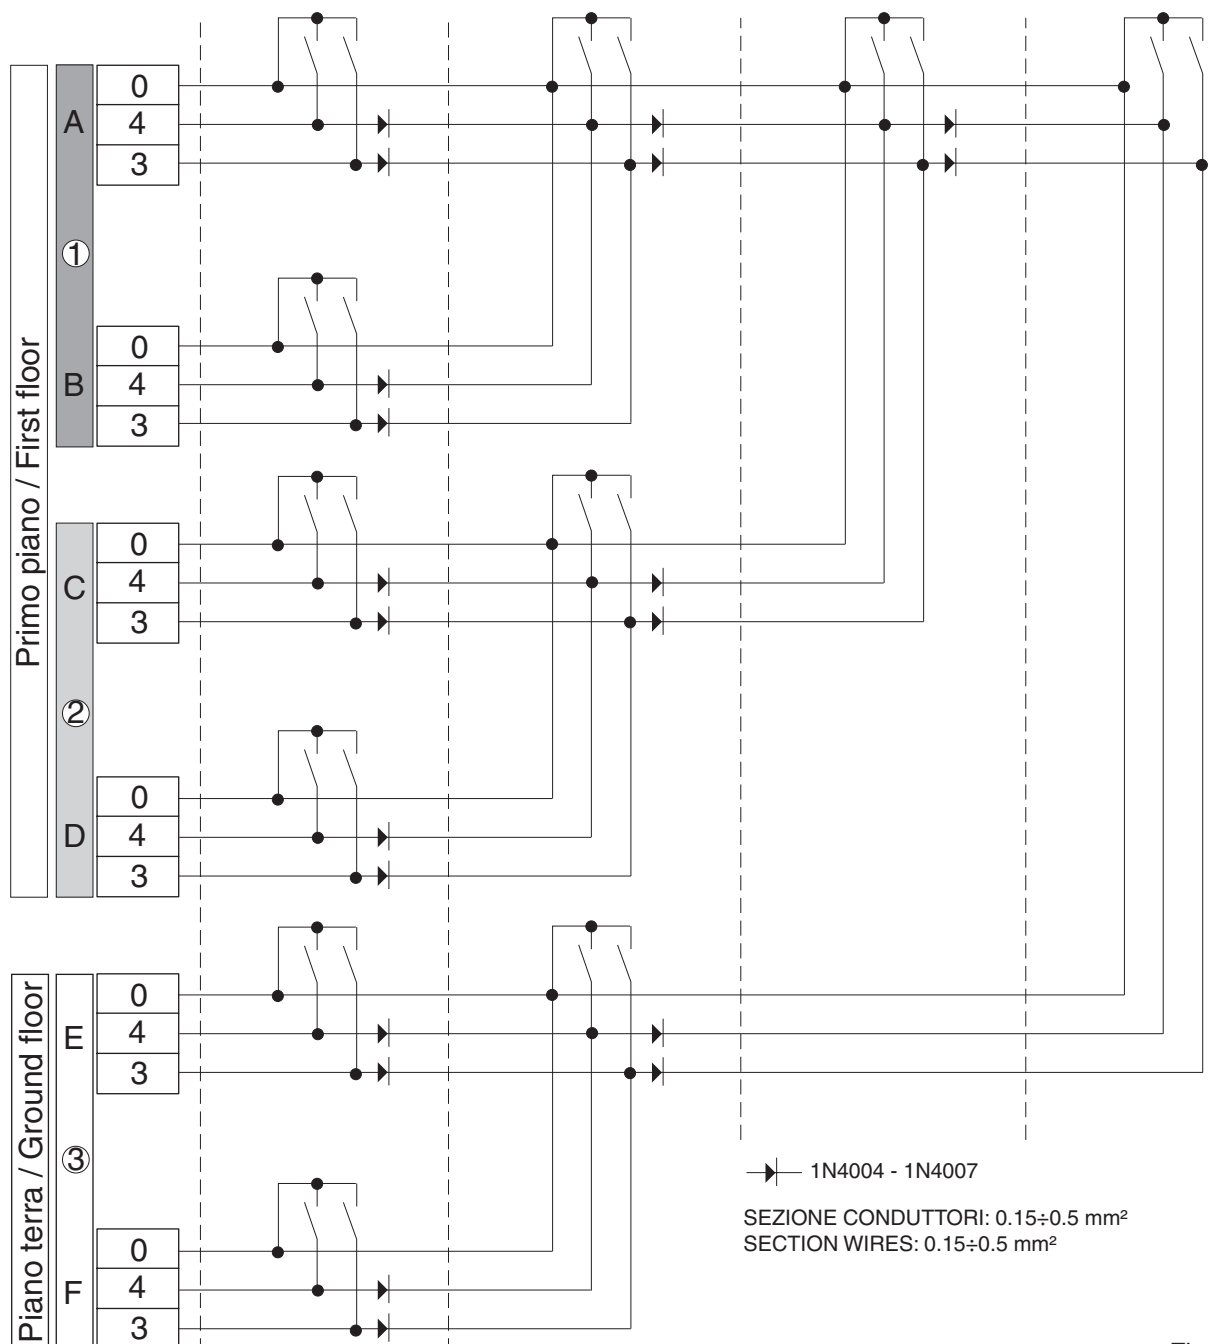 Primo piano / First floor
A
0
4
3
①
B
0
4
3
C
0
4
3
②
D
0
4
3
Piano terra / Ground floor
E
0
4
3
③
F
0
4
3
1N4004 - 1N4007
SEZIONE CONDUTTORI: 0.15÷0.5 mm²
SECTION WIRES: 0.15÷0.5 mm²